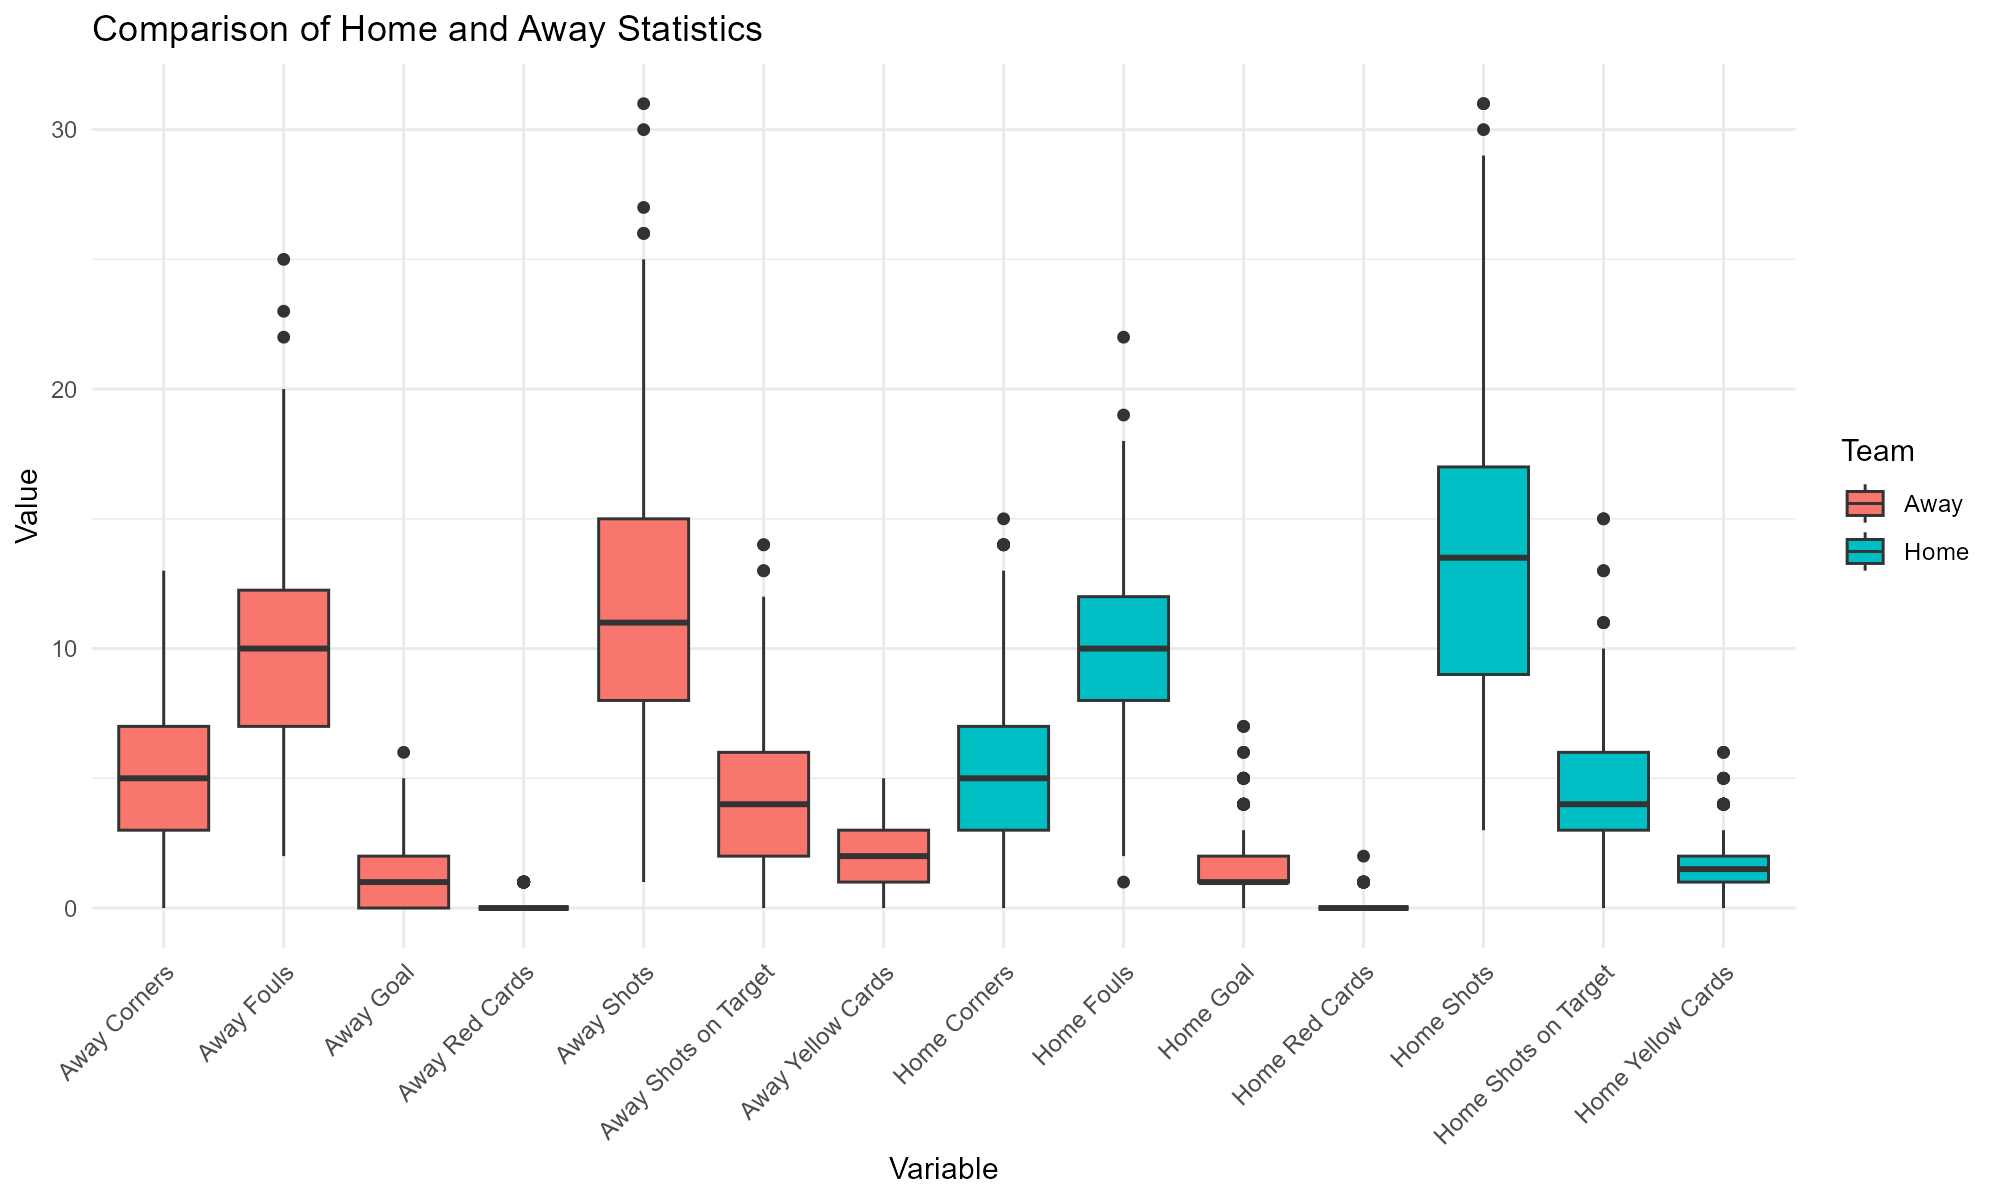 Comparison of Home and Away Statistics
Value
30
20
10
0
Away Corners
Away Fouls
Away Goal
Away Red Cards
Away Shots
Away Shots on Target
Away Yellow Cards
Home Corners
Home Fouls
Home Goal
Home Red Cards
Home Shots
Home Shots on Target
Home Yellow Cards
Variable
Team
Away
Home